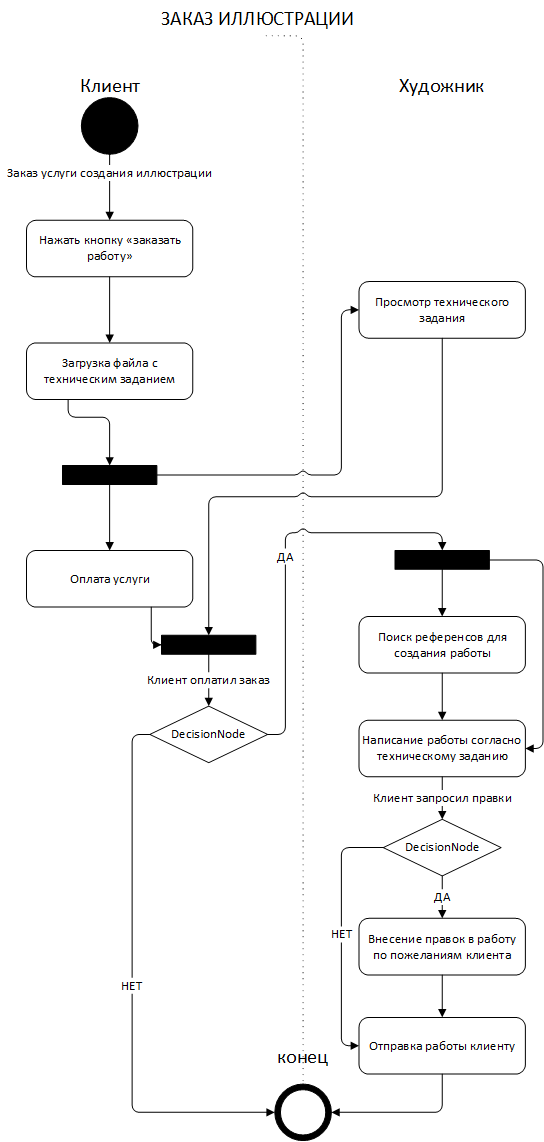 ЗАКАЗ ИЛЛЮСТРАЦИИ
Клиент
Художник
Заказ услуги создания иллюстрации
Нажать кнопку «заказать
работу»
Просмотр технического
задания
Загрузка файла с
техническим заданием
Оплата услуги
ДА
Поиск референсов для
создания работы
Клиент оплатил заказ
DecisionNode
Написание работы согласно
техническому заданию
Клиент запросил правки
DecisionNode
ДА
НЕТ
Внесение правок в работу
по пожеланиям клиента
НЕТ
Отправка работы клиенту
конец